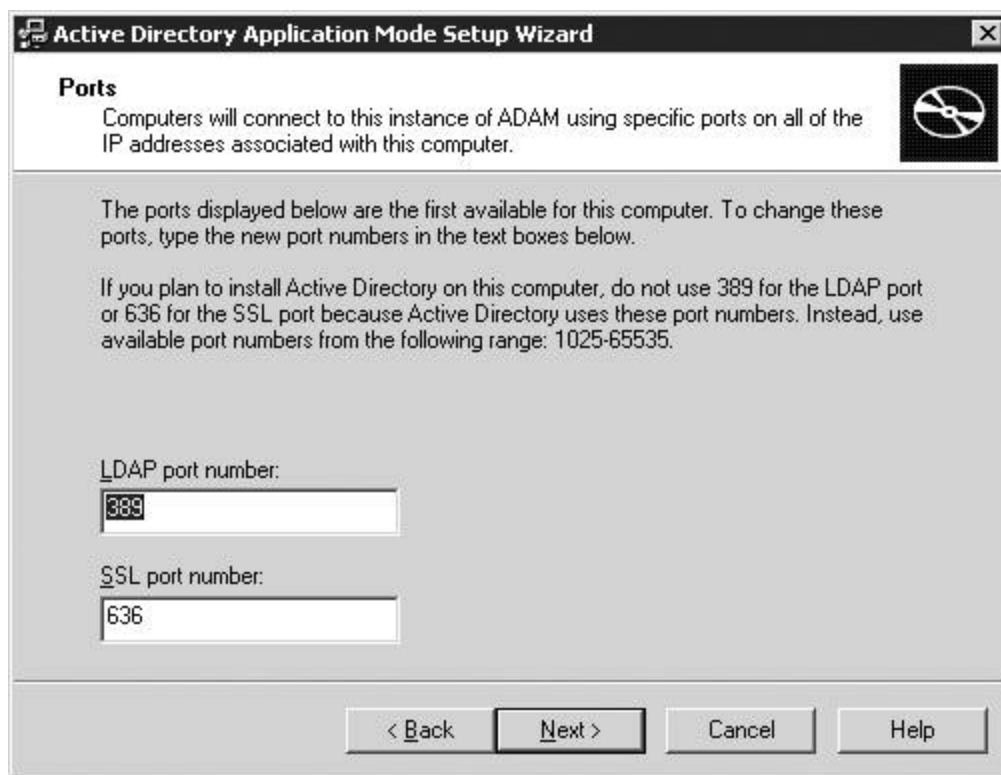 Active Directory Application Mode Setup Wizard
Ports
Computers will connect to this instance of ADAM using specific ports on all of the
IP addresses associated with this computer.
The ports displayed below are the first available for this computer. To change these
ports, type the new port numbers in the text boxes below.
If you plan to install Active Directory on this computer, do not use 389 for the LDAP port
or 636 for the SSL port because Active Directory uses these port numbers. Instead, use
available port numbers from the following range: 1025-65535.
LDAP port number:
389
SSL port number:
636
< Back Next > Cancel Help